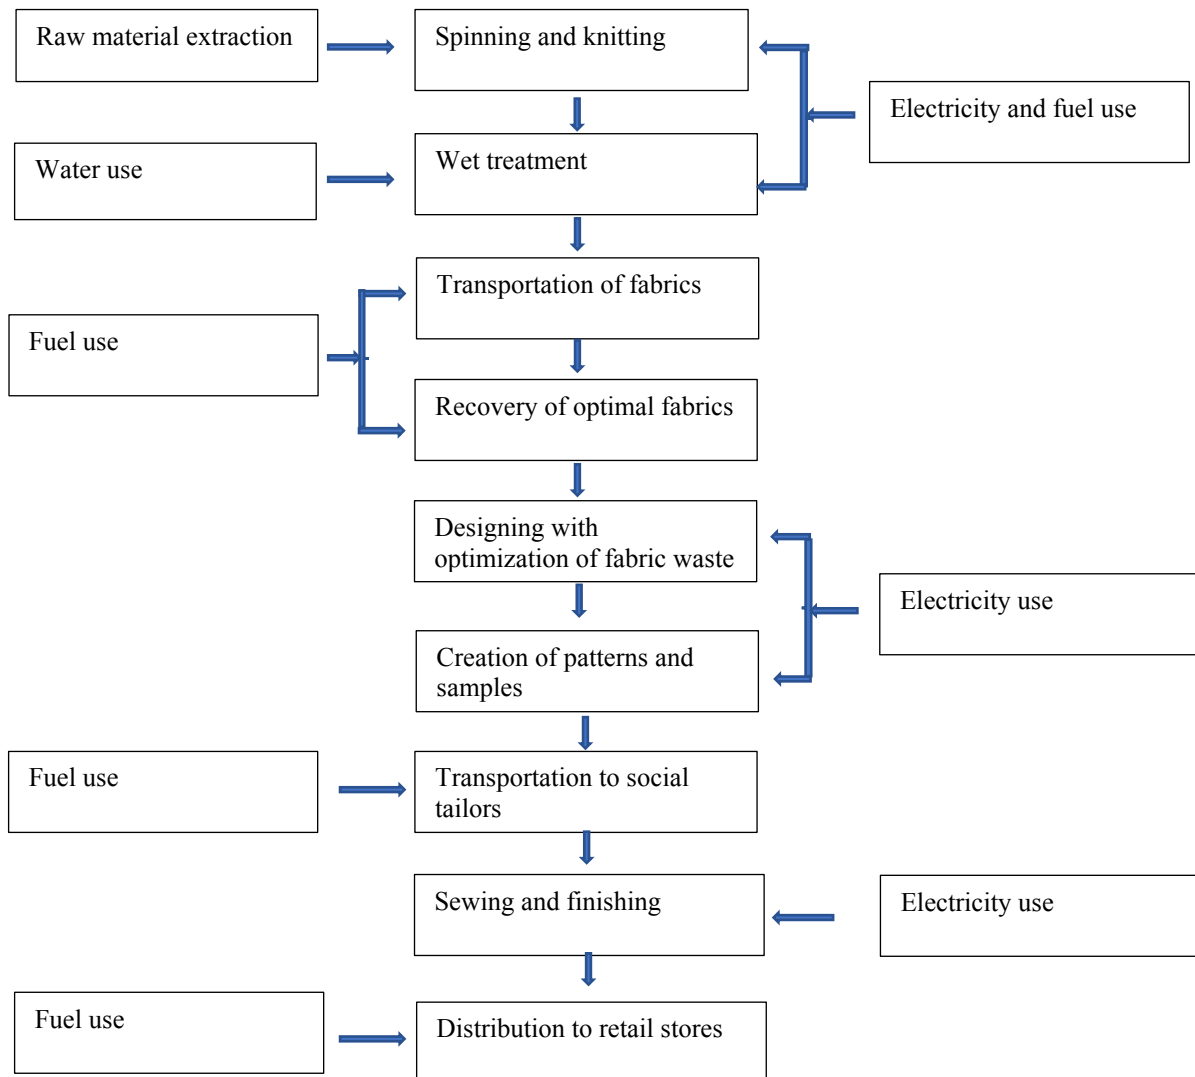 Raw material extraction
Spinning and knitting
Electricity and fuel use
Water use
Wet treatment
Transportation of fabrics
Fuel use
Recovery of optimal fabrics
Designing with
optimization of fabric waste
Electricity use
Creation of patterns and
samples
Fuel use
Transportation to social
tailors
Sewing and finishing
Electricity use
Fuel use
Distribution to retail stores